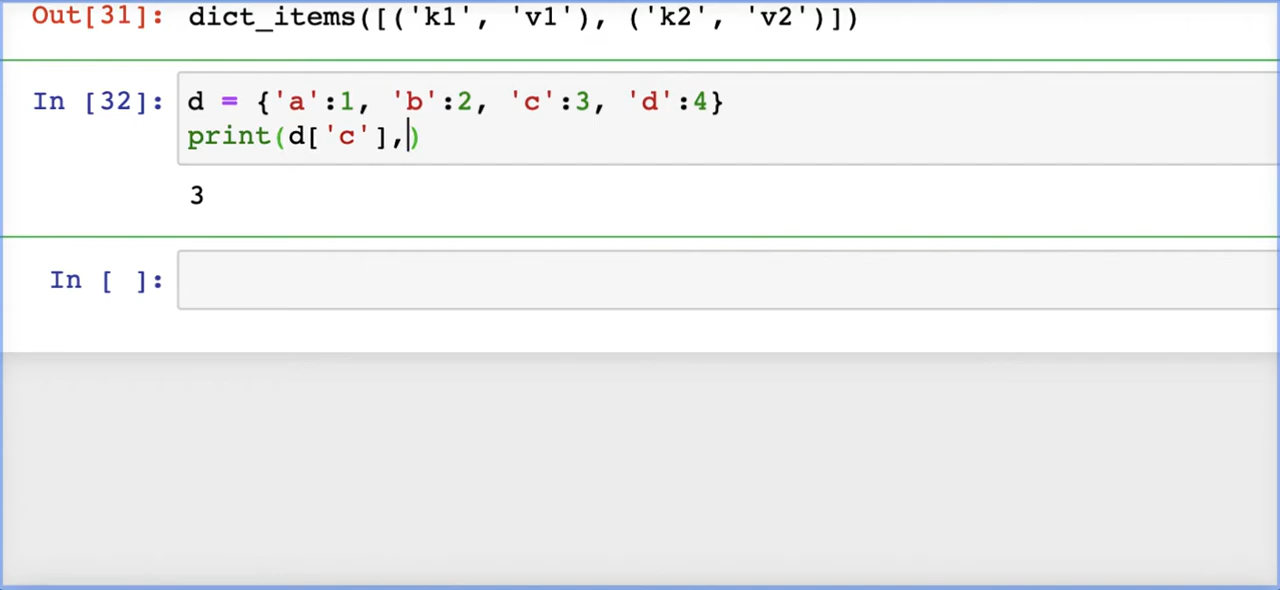 Out[31]: dict_items([('k1', 'v1'), ('k2', 'v2')])
In [32]: d = {'a':1, 'b':2, 'c':3, 'd':4}
print(d['c'],)
3
In [ ]: